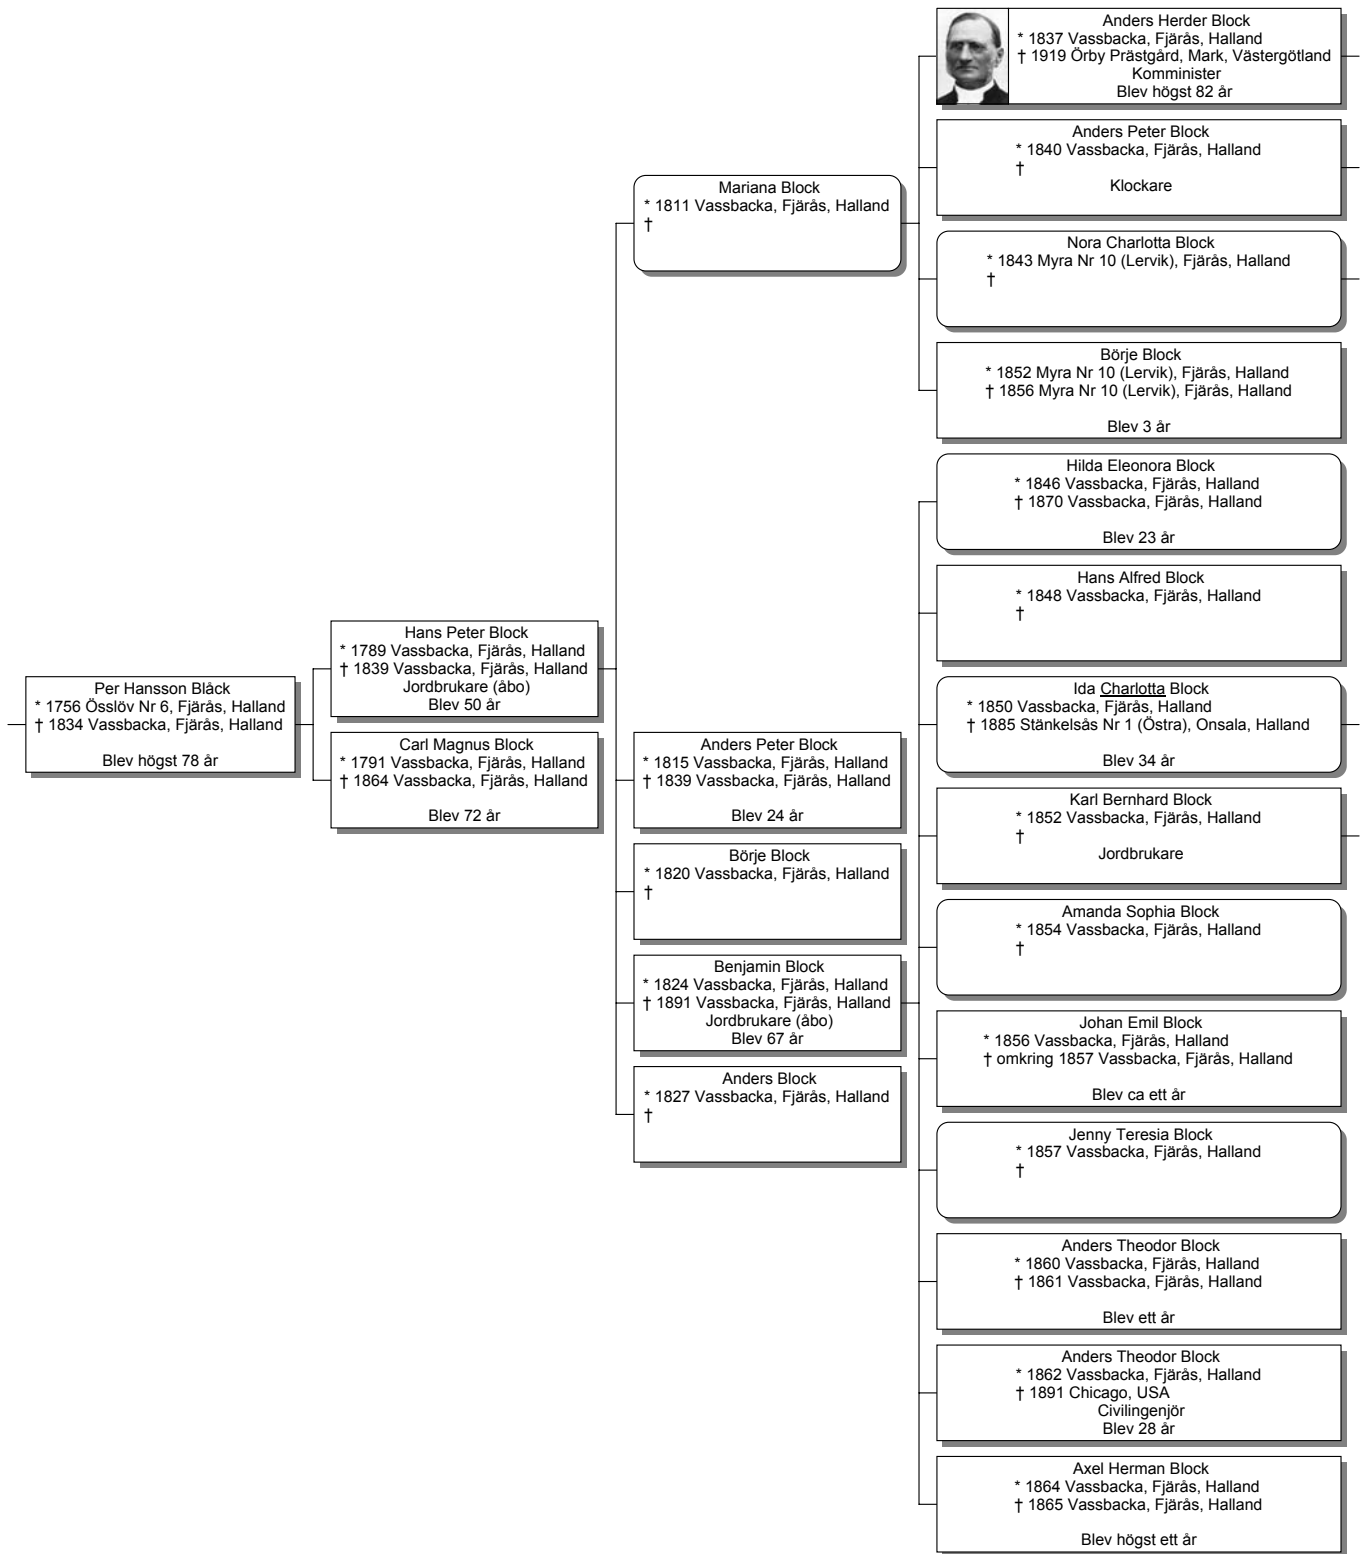 Per Hansson Blåck
* 1756 Össlöv Nr 6, Fjärås, Halland
† 1834 Vassbacka, Fjärås, Halland
Blev högst 78 år
Hans Peter Block
* 1789 Vassbacka, Fjärås, Halland
† 1839 Vassbacka, Fjärås, Halland
Jordbrukare (åbo)
Blev 50 år
Carl Magnus Block
* 1791 Vassbacka, Fjärås, Halland
† 1864 Vassbacka, Fjärås, Halland
Blev 72 år
Mariana Block
* 1811 Vassbacka, Fjärås, Halland
†
Anders Peter Block
* 1815 Vassbacka, Fjärås, Halland
† 1839 Vassbacka, Fjärås, Halland
Blev 24 år
Börje Block
* 1820 Vassbacka, Fjärås, Halland
†
Benjamin Block
* 1824 Vassbacka, Fjärås, Halland
† 1891 Vassbacka, Fjärås, Halland
Jordbrukare (åbo)
Blev 67 år
Anders Block
* 1827 Vassbacka, Fjärås, Halland
†
Anders Herder Block
* 1837 Vassbacka, Fjärås, Halland
† 1919 Örby Prästgård, Mark, Västergötland
Komminister
Blev högst 82 år
Anders Peter Block
* 1840 Vassbacka, Fjärås, Halland
†
Klockare
Nora Charlotta Block
* 1843 Myra Nr 10 (Lervik), Fjärås, Halland
†
Börje Block
* 1852 Myra Nr 10 (Lervik), Fjärås, Halland
† 1856 Myra Nr 10 (Lervik), Fjärås, Halland
Blev 3 år
Hilda Eleonora Block
* 1846 Vassbacka, Fjärås, Halland
† 1870 Vassbacka, Fjärås, Halland
Blev 23 år
Hans Alfred Block
* 1848 Vassbacka, Fjärås, Halland
†
Ida Charlotta Block
* 1850 Vassbacka, Fjärås, Halland
† 1885 Stänkelsås Nr 1 (Östra), Onsala, Halland
Blev 34 år
Karl Bernhard Block
* 1852 Vassbacka, Fjärås, Halland
†
Jordbrukare
Amanda Sophia Block
* 1854 Vassbacka, Fjärås, Halland
†
Johan Emil Block
* 1856 Vassbacka, Fjärås, Halland
† omkring 1857 Vassbacka, Fjärås, Halland
Blev ca ett år
Jenny Teresia Block
* 1857 Vassbacka, Fjärås, Halland
†
Anders Theodor Block
* 1860 Vassbacka, Fjärås, Halland
† 1861 Vassbacka, Fjärås, Halland
Blev ett år
Anders Theodor Block
* 1862 Vassbacka, Fjärås, Halland
† 1891 Chicago, USA
Civilingenjör
Blev 28 år
Axel Herman Block
* 1864 Vassbacka, Fjärås, Halland
† 1865 Vassbacka, Fjärås, Halland
Blev högst ett år